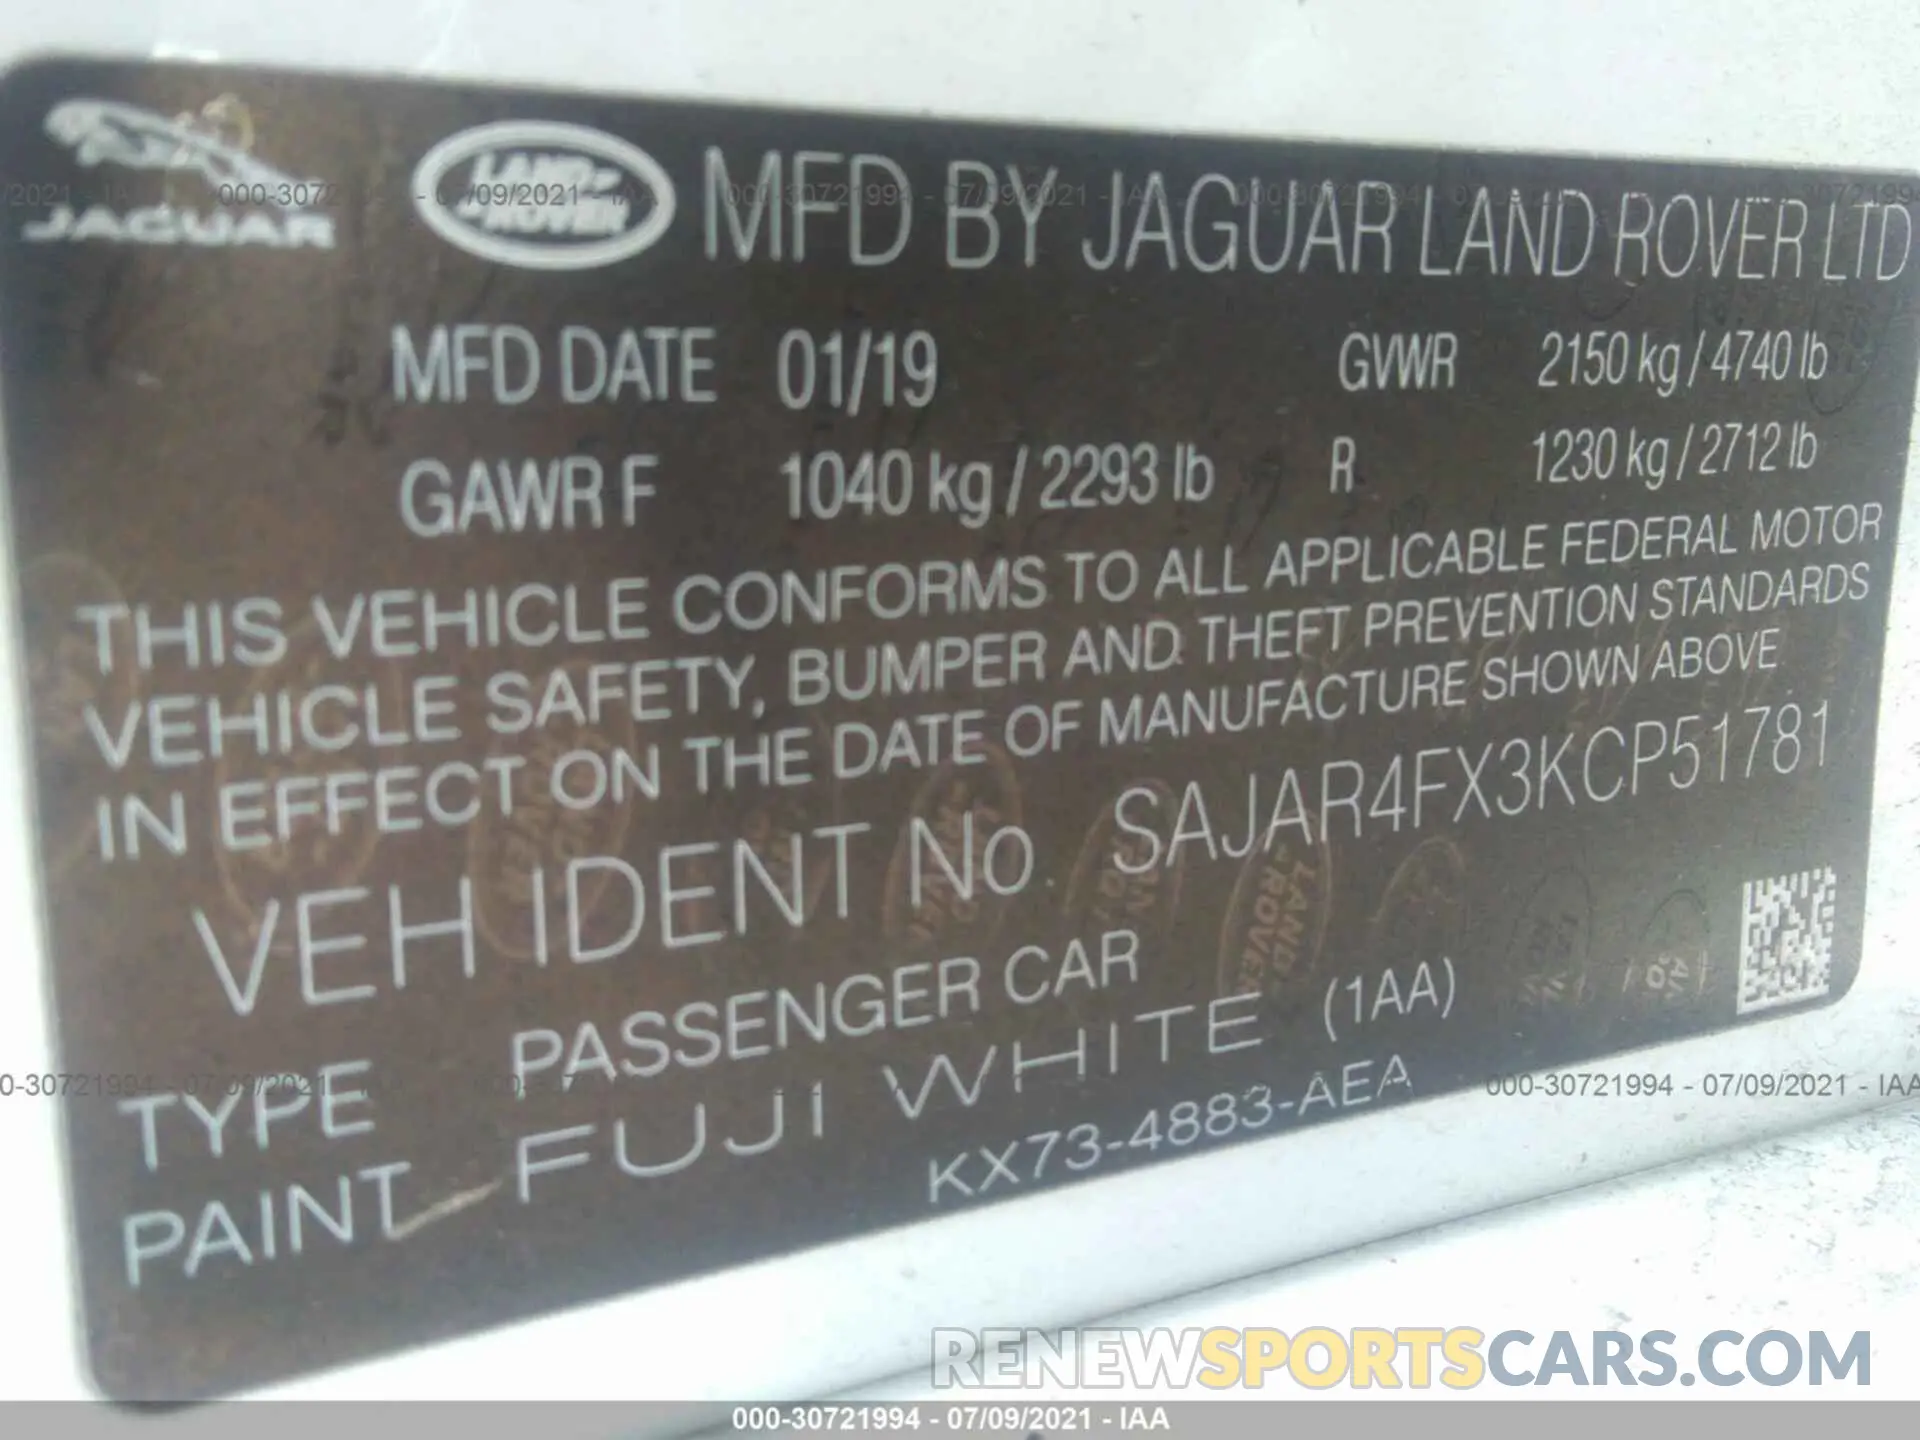 JAGUAR
LAND ROVER
MFD BY JAGUAR LAND ROVER LTD
MFD DATE 01/19 GVWR 2150 kg / 4740 lb
GAWR F 1040 kg / 2293 lb R 1230 kg / 2712 lb
THIS VEHICLE CONFORMS TO ALL APPLICABLE FEDERAL MOTOR
VEHICLE SAFETY, BUMPER AND THEFT PREVENTION STANDARDS
IN EFFECT ON THE DATE OF MANUFACTURE SHOWN ABOVE
VEH IDENT No. SAJAR4FX3KCP51781
TYPE PASSENGER CAR
PAINT FUJI WHITE (1AA)
KX73-4883-AEA
000-30721994 - 07/09/2021 - IAA
RENEWSPORTSCARS.COM
000-30721994 - 07/09/2021 - IAA